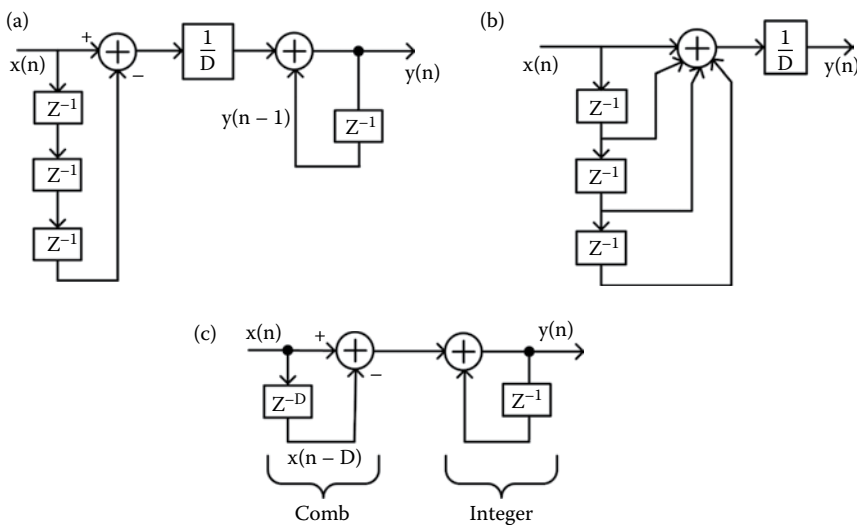 (a)
+
−
1
D
x(n)
y(n)
Z⁻¹
y(n − 1)
Z⁻¹
Z⁻¹
Z⁻¹
(b)
x(n)
1
D
y(n)
Z⁻¹
Z⁻¹
Z⁻¹
(c)
x(n)
+
−
y(n)
Z⁻ᴰ
Z⁻¹
x(n − D)
Comb
Integer